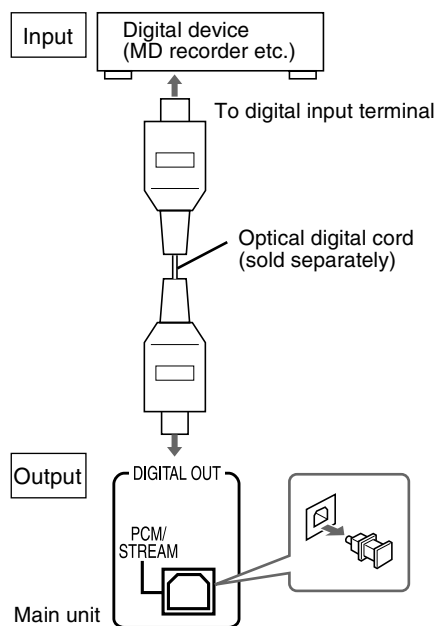 Input
Digital device
(MD recorder etc.)
To digital input terminal
Optical digital cord
(sold separately)
Output
DIGITAL OUT
PCM/
STREAM
Main unit